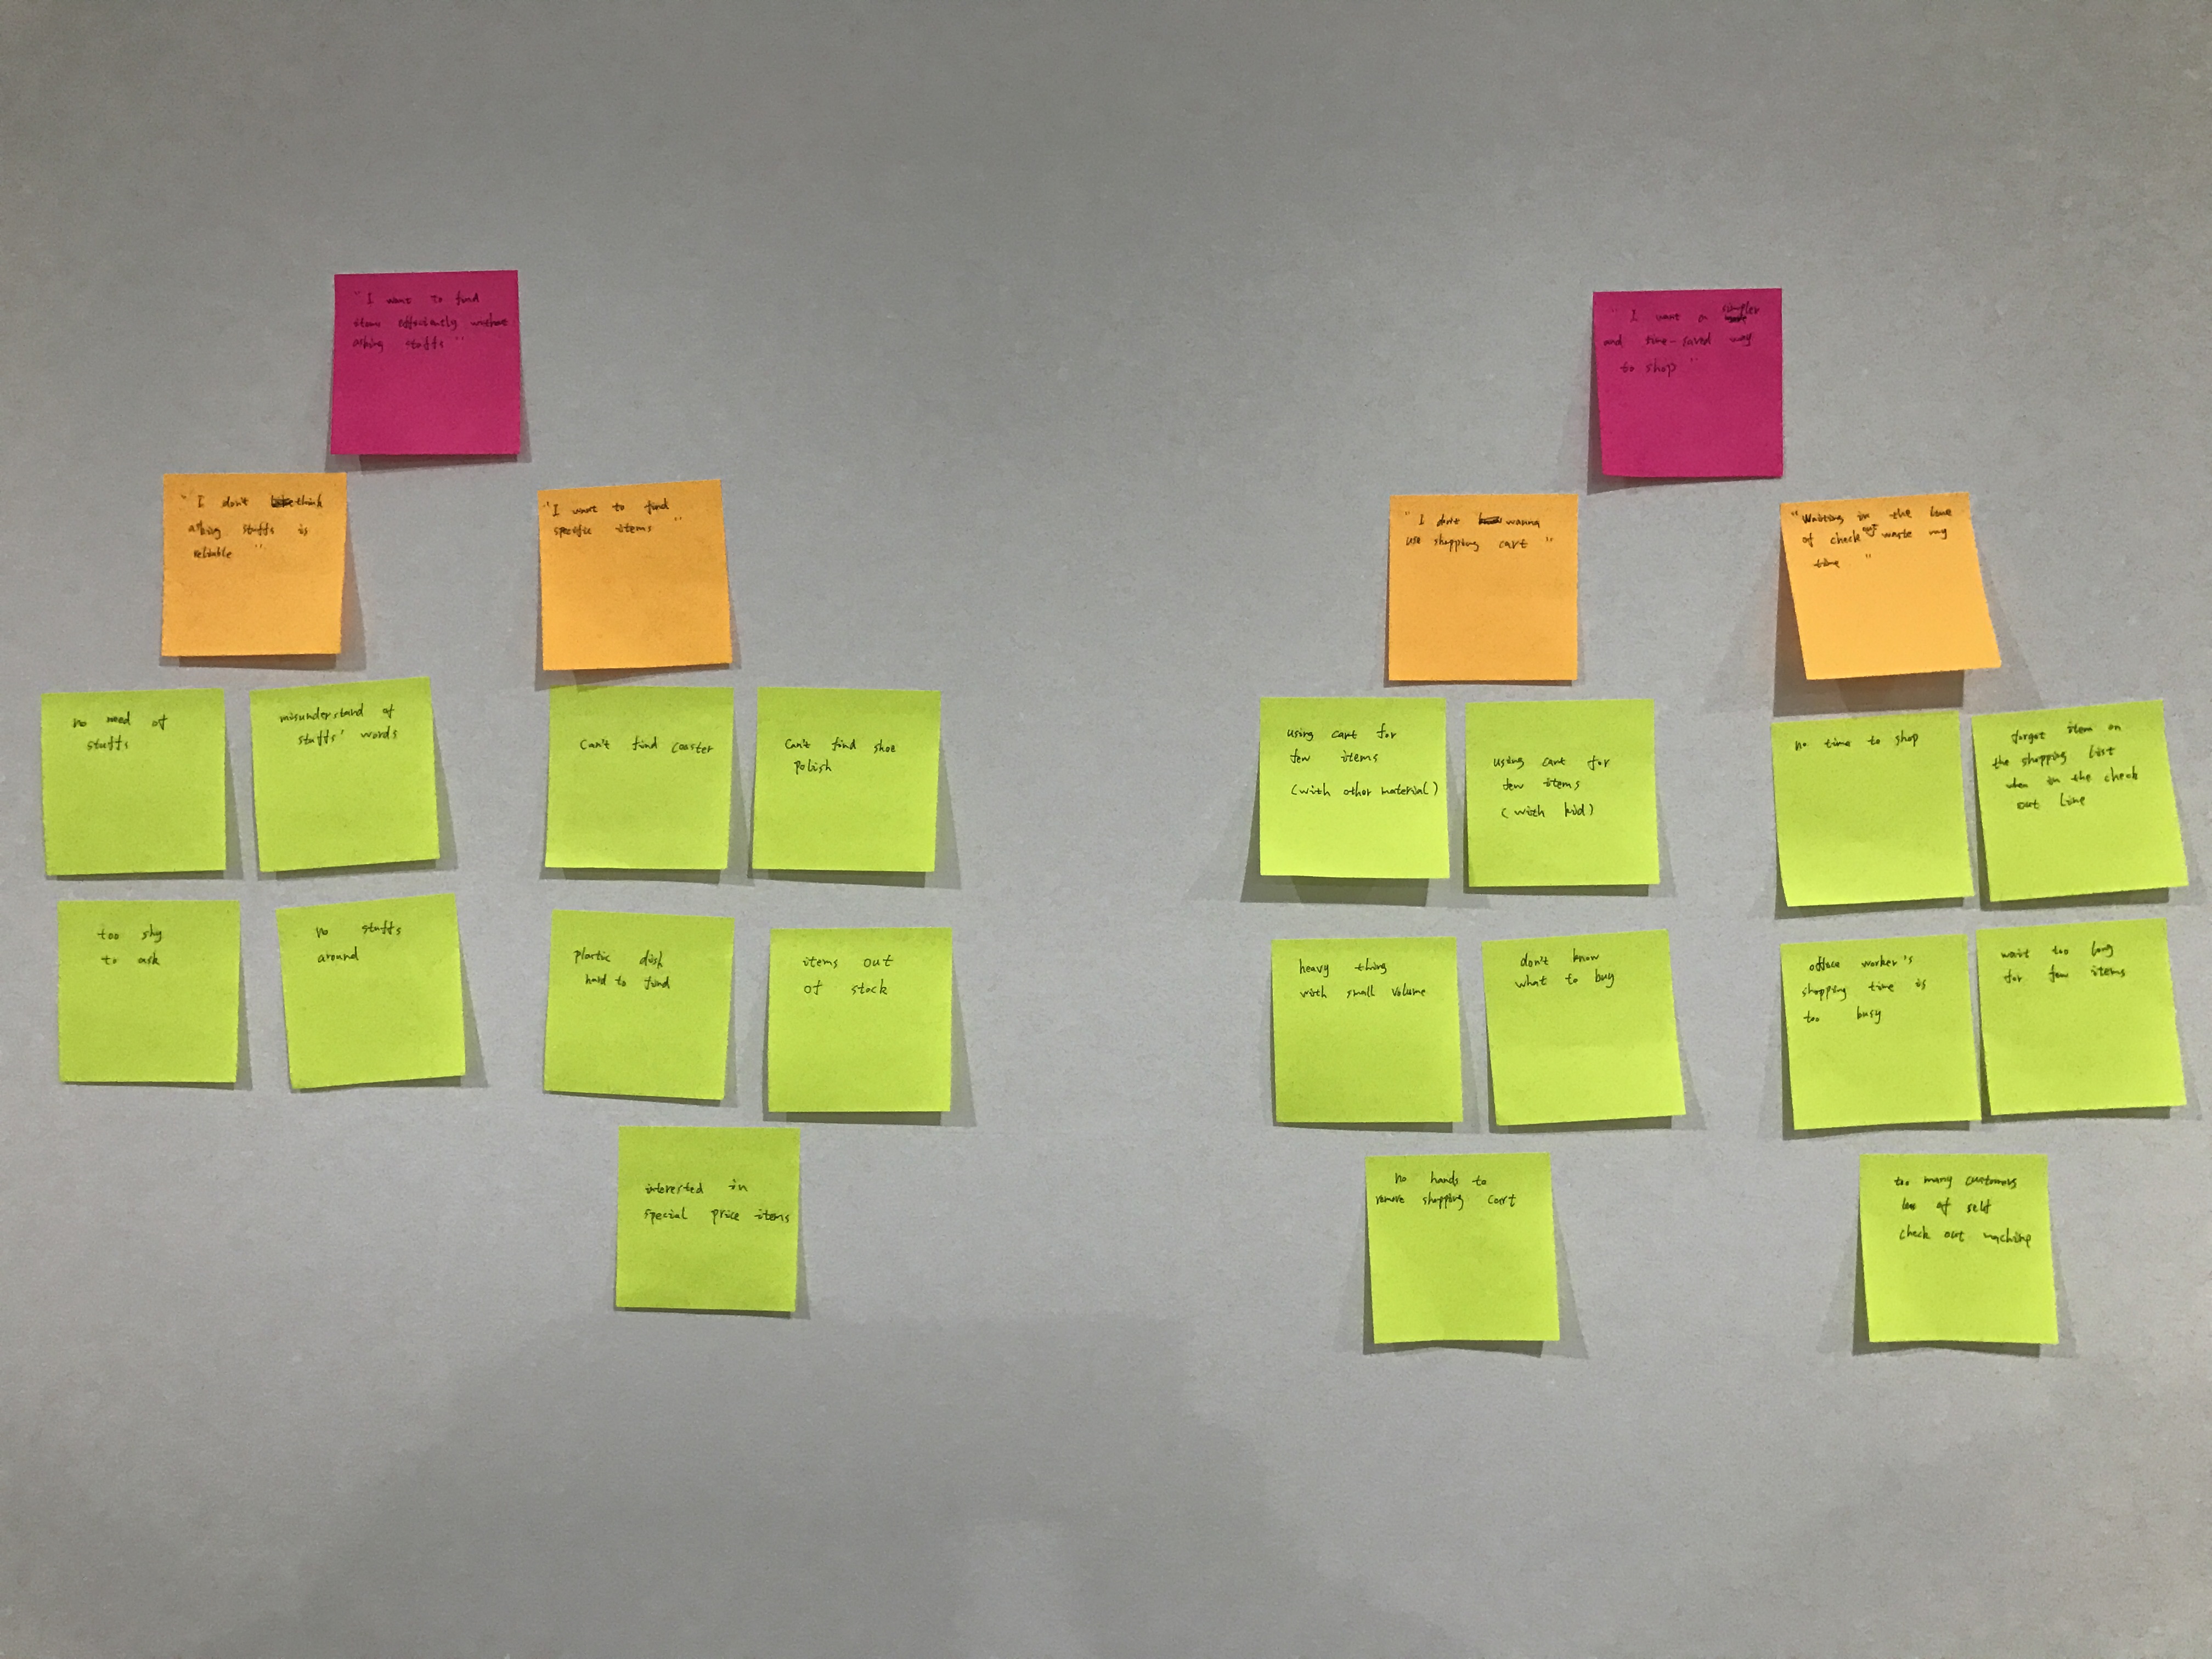 "I want to find
items efficiently without
asking stuffs"
"I don't think
asking stuffs is
reliable"
no need of
stuffs
misunderstand of
stuffs' words
too shy
to ask
no stuffs
around
"I want to find
specific items"
Can't find coaster
Can't find shoe
polish
plastic dish
hard to find
items out
of stock
interested in
special price items
"I want a simpler
and time-saved way
to shop"
"I don't wanna
use shopping cart"
using cart for
few items
(with other material)
using cart for
few items
(with kid)
heavy thing
with small volume
don't know
what to buy
no hands to
remove shopping cart
"Waiting in the line
of check out waste my
time"
no time to shop
forget item on
the shopping list
when in the check
out line
office worker's
shopping time is
too busy
wait too long
for few items
too many customers
less of self
check out machine